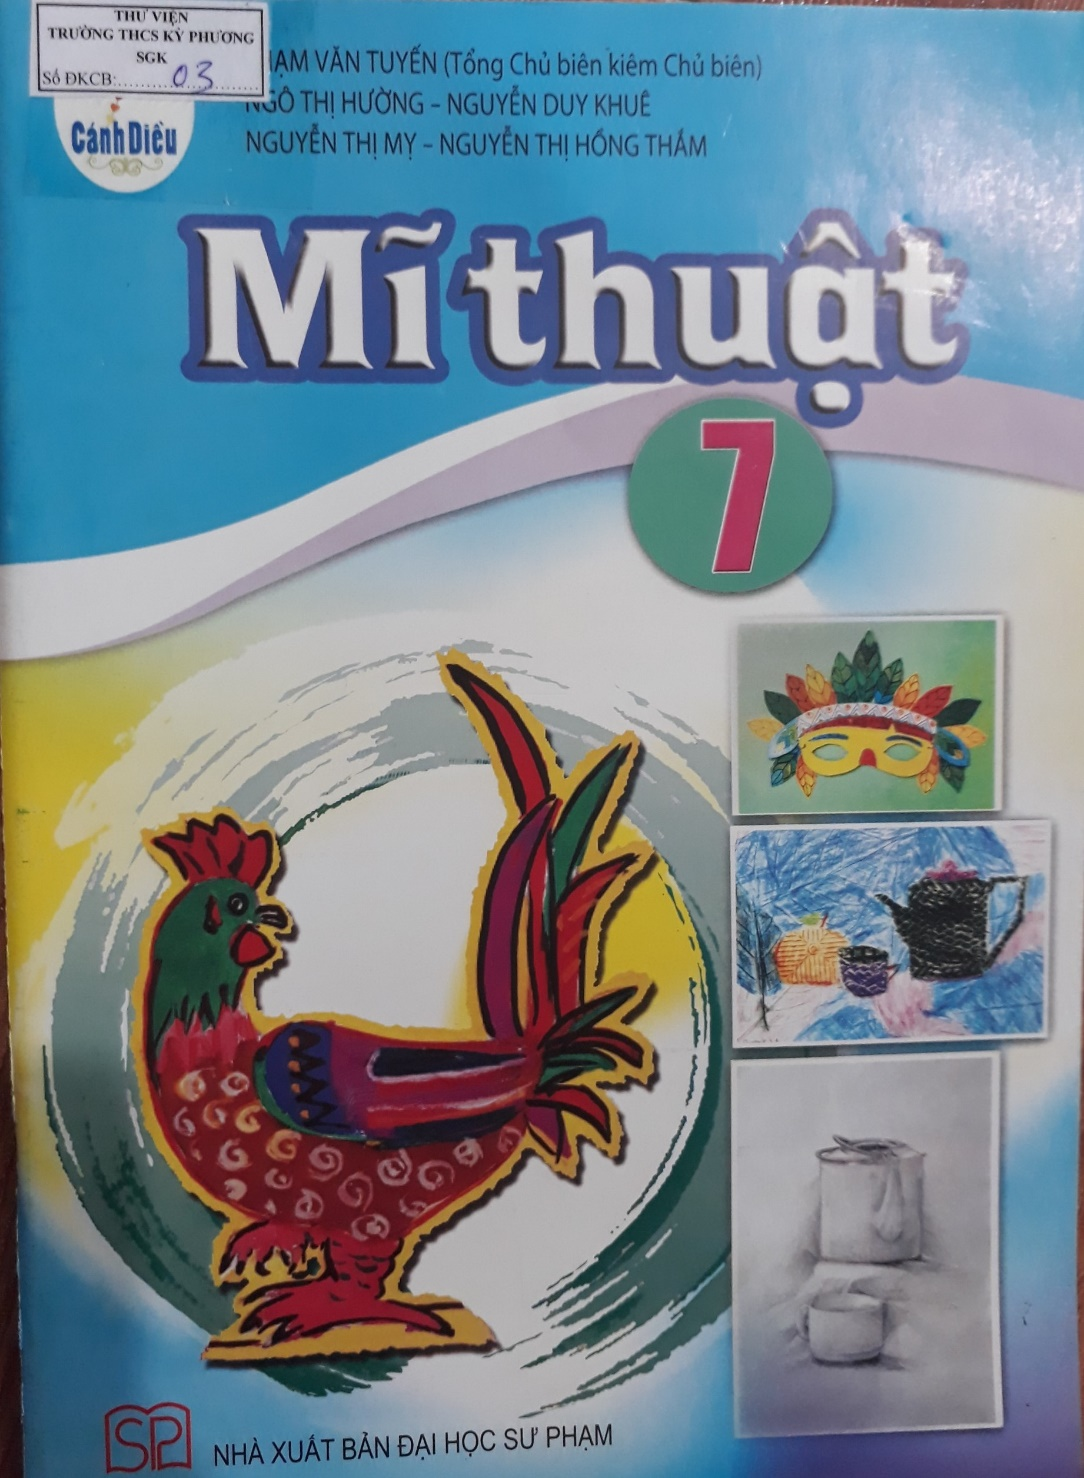 THƯ VIỆN
TRƯỜNG THCS KỲ PHƯƠNG
SGK
Số ĐKCB:......03......
ẠM VĂN TUYẾN (Tổng Chủ biên kiêm Chủ biên)
NGÔ THỊ HƯỜNG – NGUYỄN DUY KHUÊ
NGUYỄN THỊ MỴ – NGUYỄN THỊ HỒNG THẮM
Cánh Diều
Mĩ thuật
7
NHÀ XUẤT BẢN ĐẠI HỌC SƯ PHẠM